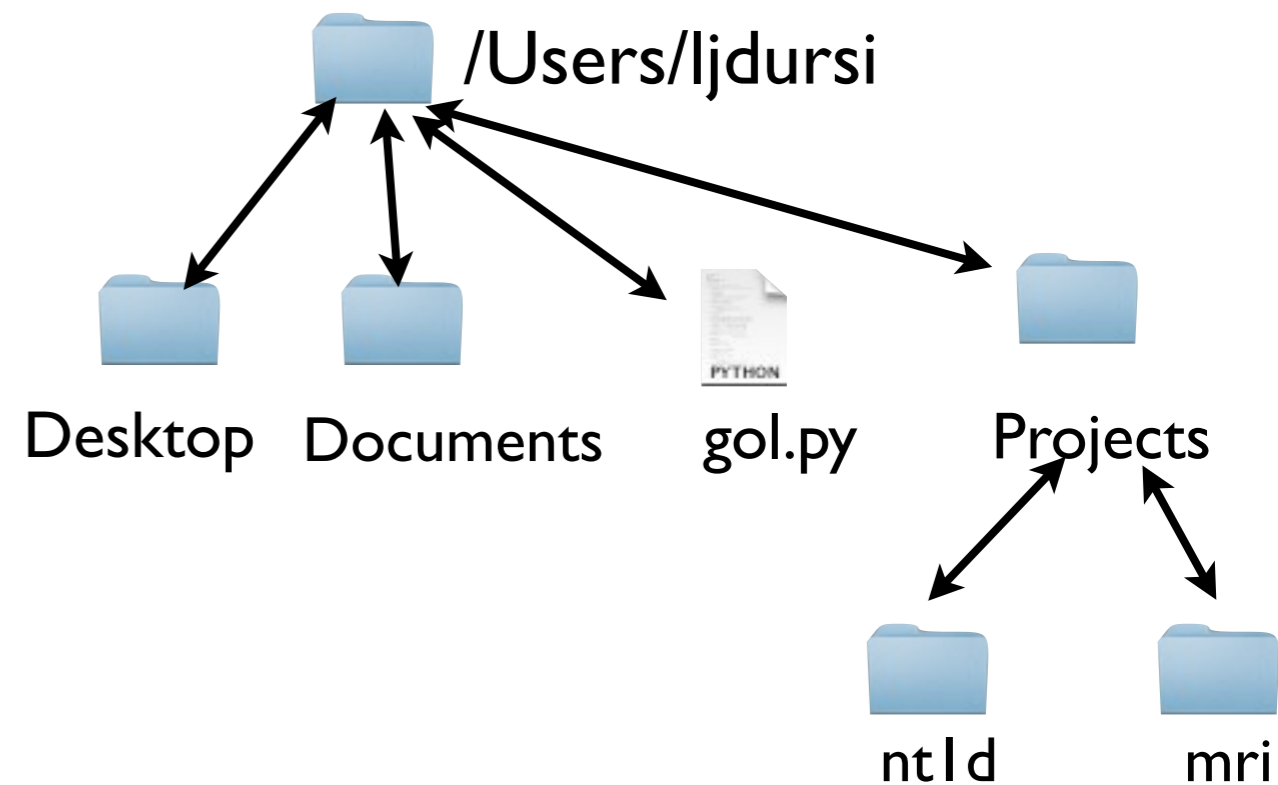 /Users/ljdursi
PYTHON
Desktop
Documents
gol.py
Projects
nt1d
mri